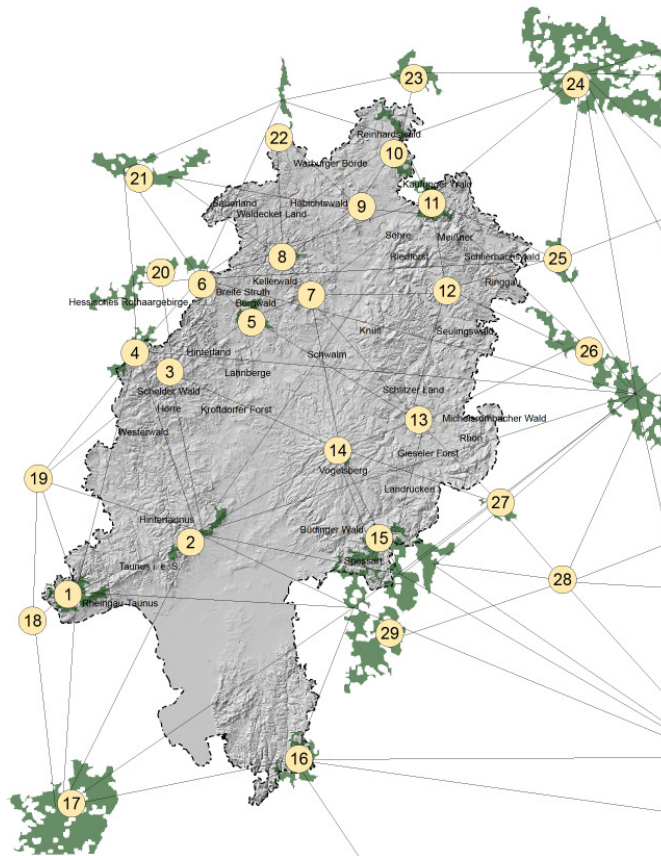 23
24
22
Reinhardswald
10
Warburger Börde
21
Kaufunger Wald
Sauerland
Habichtswald
9
11
Waldecker Land
Söhre
Meißner
8
Riedforst
Schlierbachswald
25
20
Kellerwald
6
Breite Struth
7
12
Ringgau
Hessisches Rothaargebirge
Burgwald
5
Knüll
Seulingswald
4
Hinterland
Schwalm
26
3
Lahnberge
Schelder Wald
Schlitzer Land
Hörre
Kroffdorfer Forst
13
Michelsrombacher Wald
Westerwald
Rhön
14
Gieseler Forst
19
Vogelsberg
Landrücken
27
Hintertaunus
Büdinger Wald
2
15
Taunus i. e. S.
Spessart
28
1
Rheingau-Taunus
18
29
16
17